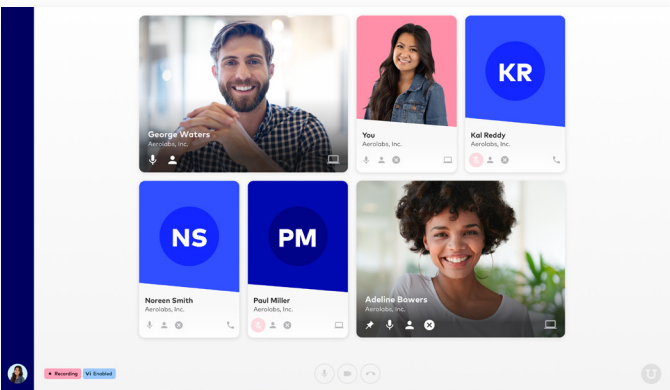 George Waters
Aerolabs, Inc.
You
Aerolabs, Inc.
KR
Kal Reddy
Aerolabs, Inc.
NS
Noreen Smith
Aerolabs, Inc.
PM
Paul Miller
Aerolabs, Inc.
Adeline Bowers
Aerolabs, Inc.
Recording
Vi Enabled